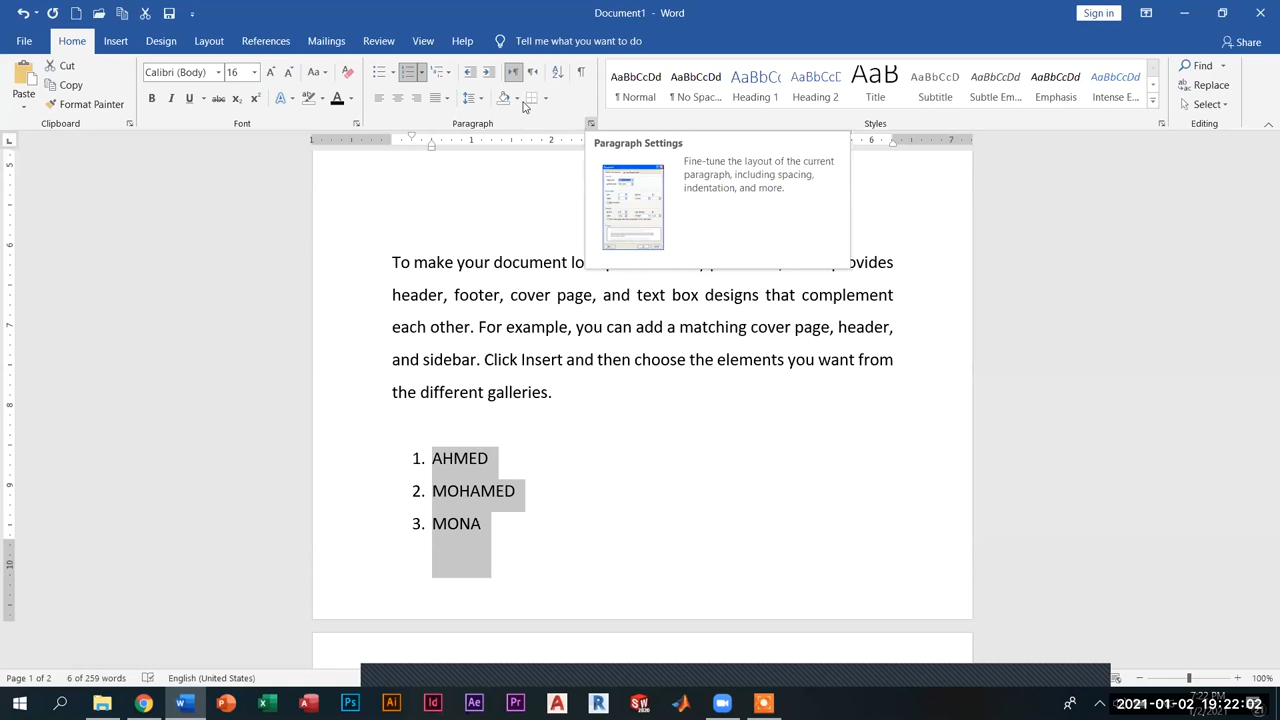 Document1 - Word
Sign in
File Home Insert Design Layout References Mailings Review View Help Tell me what you want to do Share
Paste
Cut
Copy
Format Painter
Clipboard
Calibri (Body) 16
Font
Paragraph
AaBbCcDd AaBbCcDd AaBbCc AaBbCcD AaB AaBbCcDd AaBbCcDd AaBbCcDd AaBbCcDd
¶ Normal ¶ No Spac... Heading 1 Heading 2 Title Subtitle Subtle Em... Emphasis Intense E...
Styles
Find
Replace
Select
Editing
Paragraph Settings
Fine-tune the layout of the current
paragraph, including spacing,
indentation, and more.
To make your document
header, footer, cover page, and text box designs that complement
each other. For example, you can add a matching cover page, header,
and sidebar. Click Insert and then choose the elements you want from
the different galleries.
1. AHMED
2. MOHAMED
3. MONA
Page 1 of 2 6 of 259 words English (United States) 100%
7:22 PM
2021-01-02 19:22:02